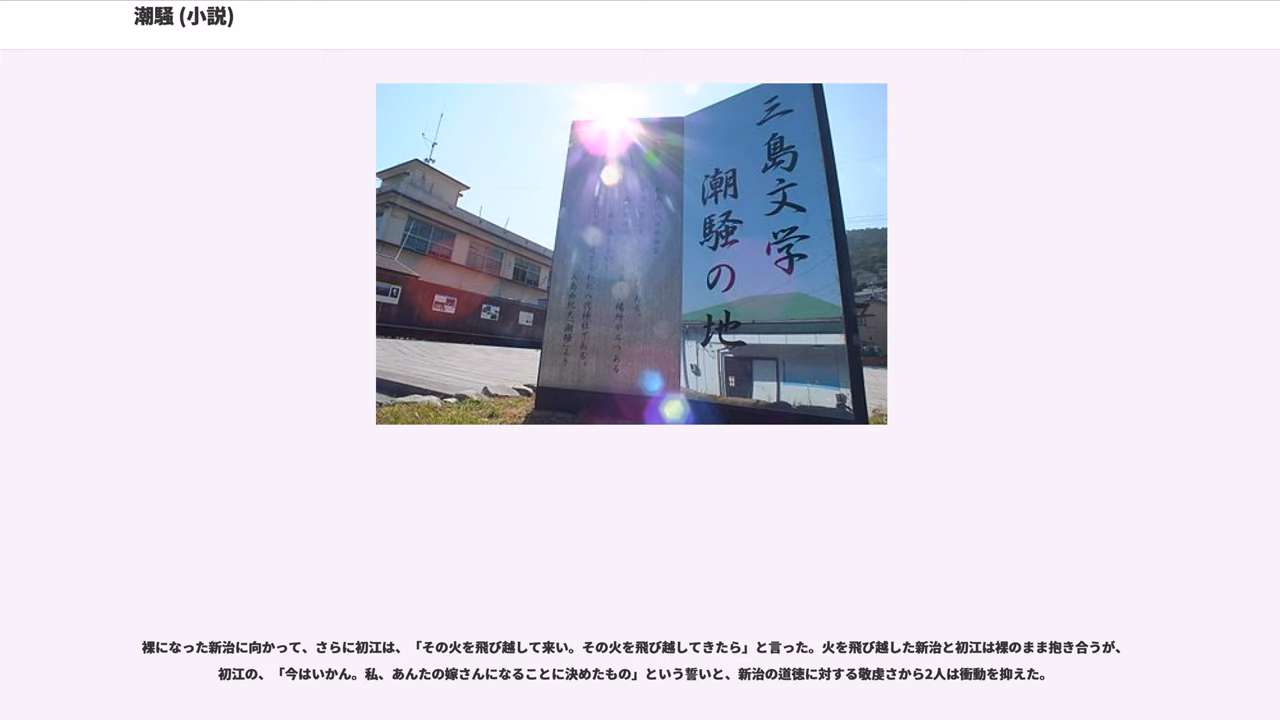 潮騒 (小説)
三島文学
潮騒の地
裸になった新治に向かって、さらに初江は、「その火を飛び越して来い。その火を飛び越してきたら」と言った。火を飛び越した新治と初江は裸のまま抱き合うが、
初江の、「今はいかん。私、あんたの嫁さんになることに決めたもの」という誓いと、新治の道徳に対する敬虔さから2人は衝動を抑えた。